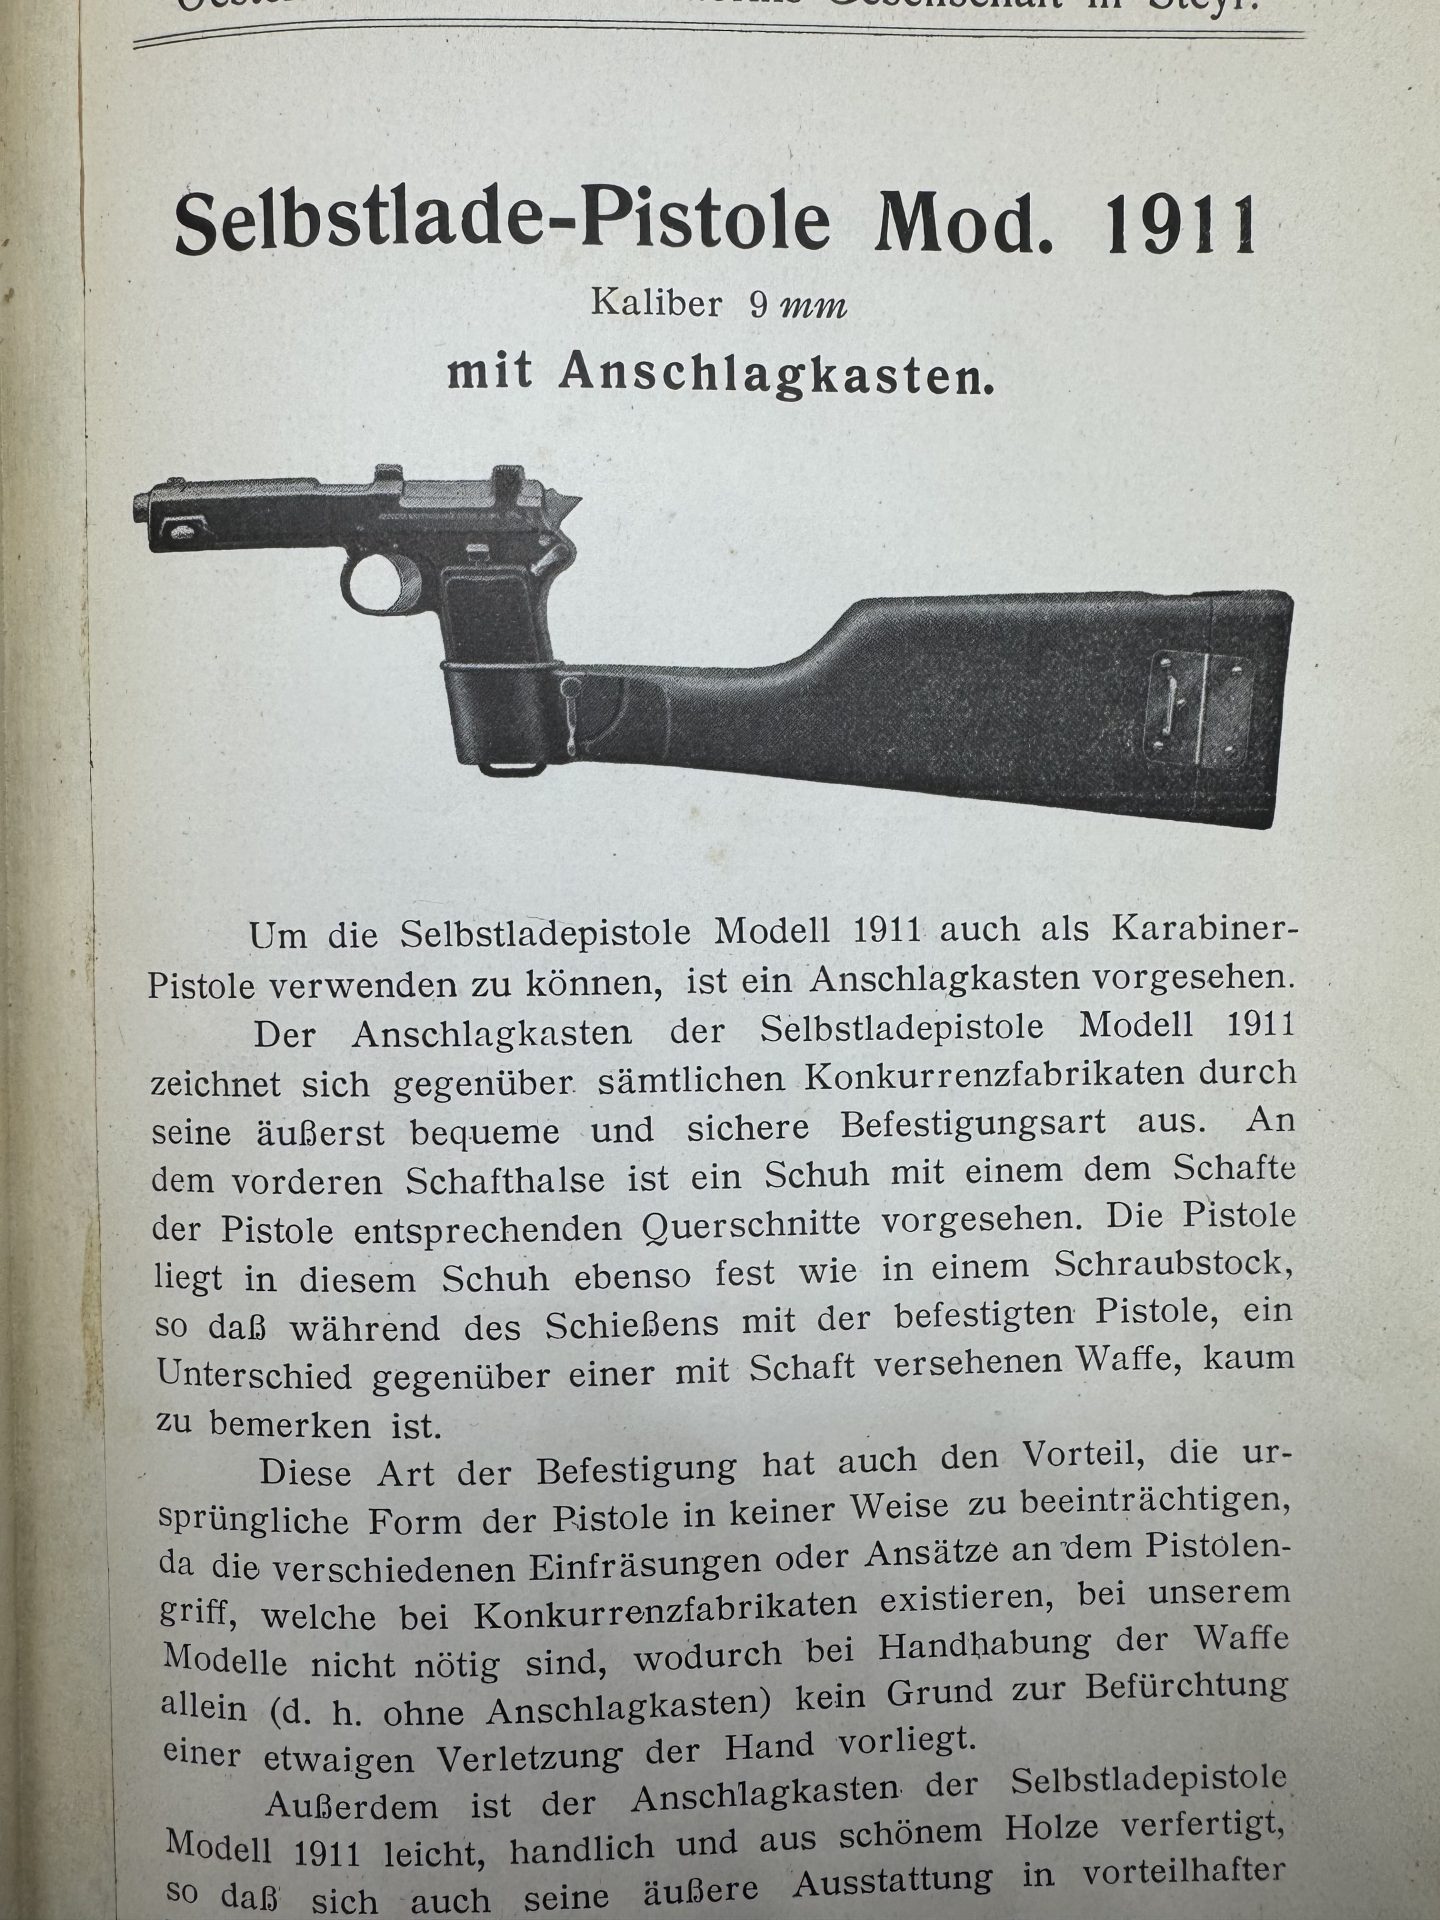 Gesellschaft in Steyr.
Selbstlade-Pistole Mod. 1911
Kaliber 9 mm
mit Anschlagkasten.
Um die Selbstladepistole Modell 1911 auch als Karabiner-
Pistole verwenden zu können, ist ein Anschlagkasten vorgesehen.
Der Anschlagkasten der Selbstladepistole Modell 1911
zeichnet sich gegenüber sämtlichen Konkurrenzfabrikaten durch
seine äußerst bequeme und sichere Befestigungsart aus. An
dem vorderen Schafthalse ist ein Schuh mit einem dem Schafte
der Pistole entsprechenden Querschnitte vorgesehen. Die Pistole
liegt in diesem Schuh ebenso fest wie in einem Schraubstock,
so daß während des Schießens mit der befestigten Pistole, ein
Unterschied gegenüber einer mit Schaft versehenen Waffe, kaum
zu bemerken ist.
Diese Art der Befestigung hat auch den Vorteil, die ur-
sprüngliche Form der Pistole in keiner Weise zu beeinträchtigen,
da die verschiedenen Einfräsungen oder Ansätze an dem Pistolen-
griff, welche bei Konkurrenzfabrikaten existieren, bei unserem
Modelle nicht nötig sind, wodurch bei Handhabung der Waffe
allein (d. h. ohne Anschlagkasten) kein Grund zur Befürchtung
einer etwaigen Verletzung der Hand vorliegt.
Außerdem ist der Anschlagkasten der Selbstladepistole
Modell 1911 leicht, handlich und aus schönem Holze verfertigt,
so daß sich auch seine äußere Ausstattung in vorteilhafter